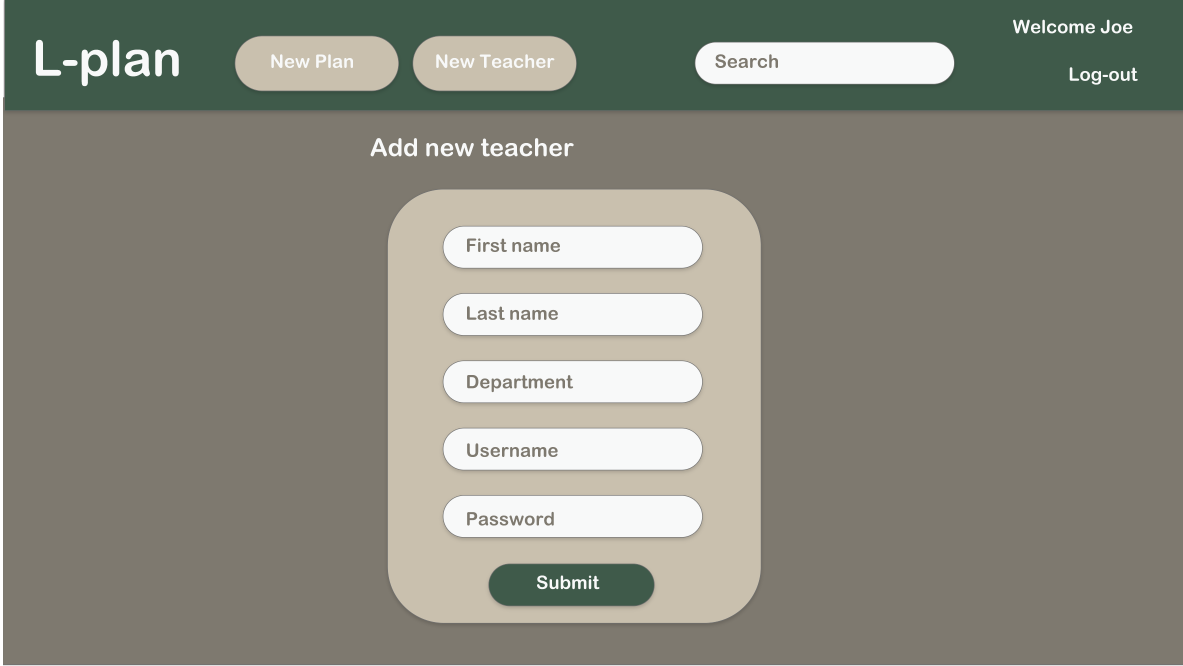 L-plan
New Plan
New Teacher
Search
Welcome Joe
Log-out
Add new teacher
First name
Last name
Department
Username
Password
Submit